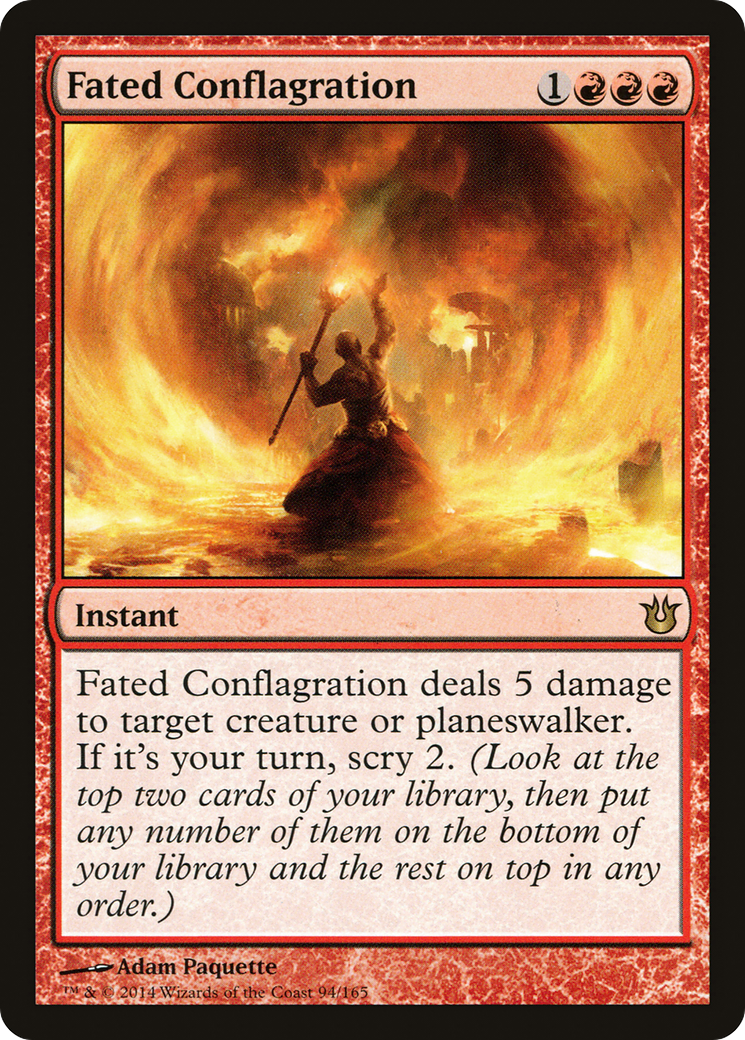 Fated Conflagration 1
Instant
Fated Conflagration deals 5 damage
to target creature or planeswalker.
If it's your turn, scry 2. (Look at the
top two cards of your library, then put
any number of them on the bottom of
your library and the rest on top in any
order.)
Adam Paquette
™ & © 2014 Wizards of the Coast 94/165